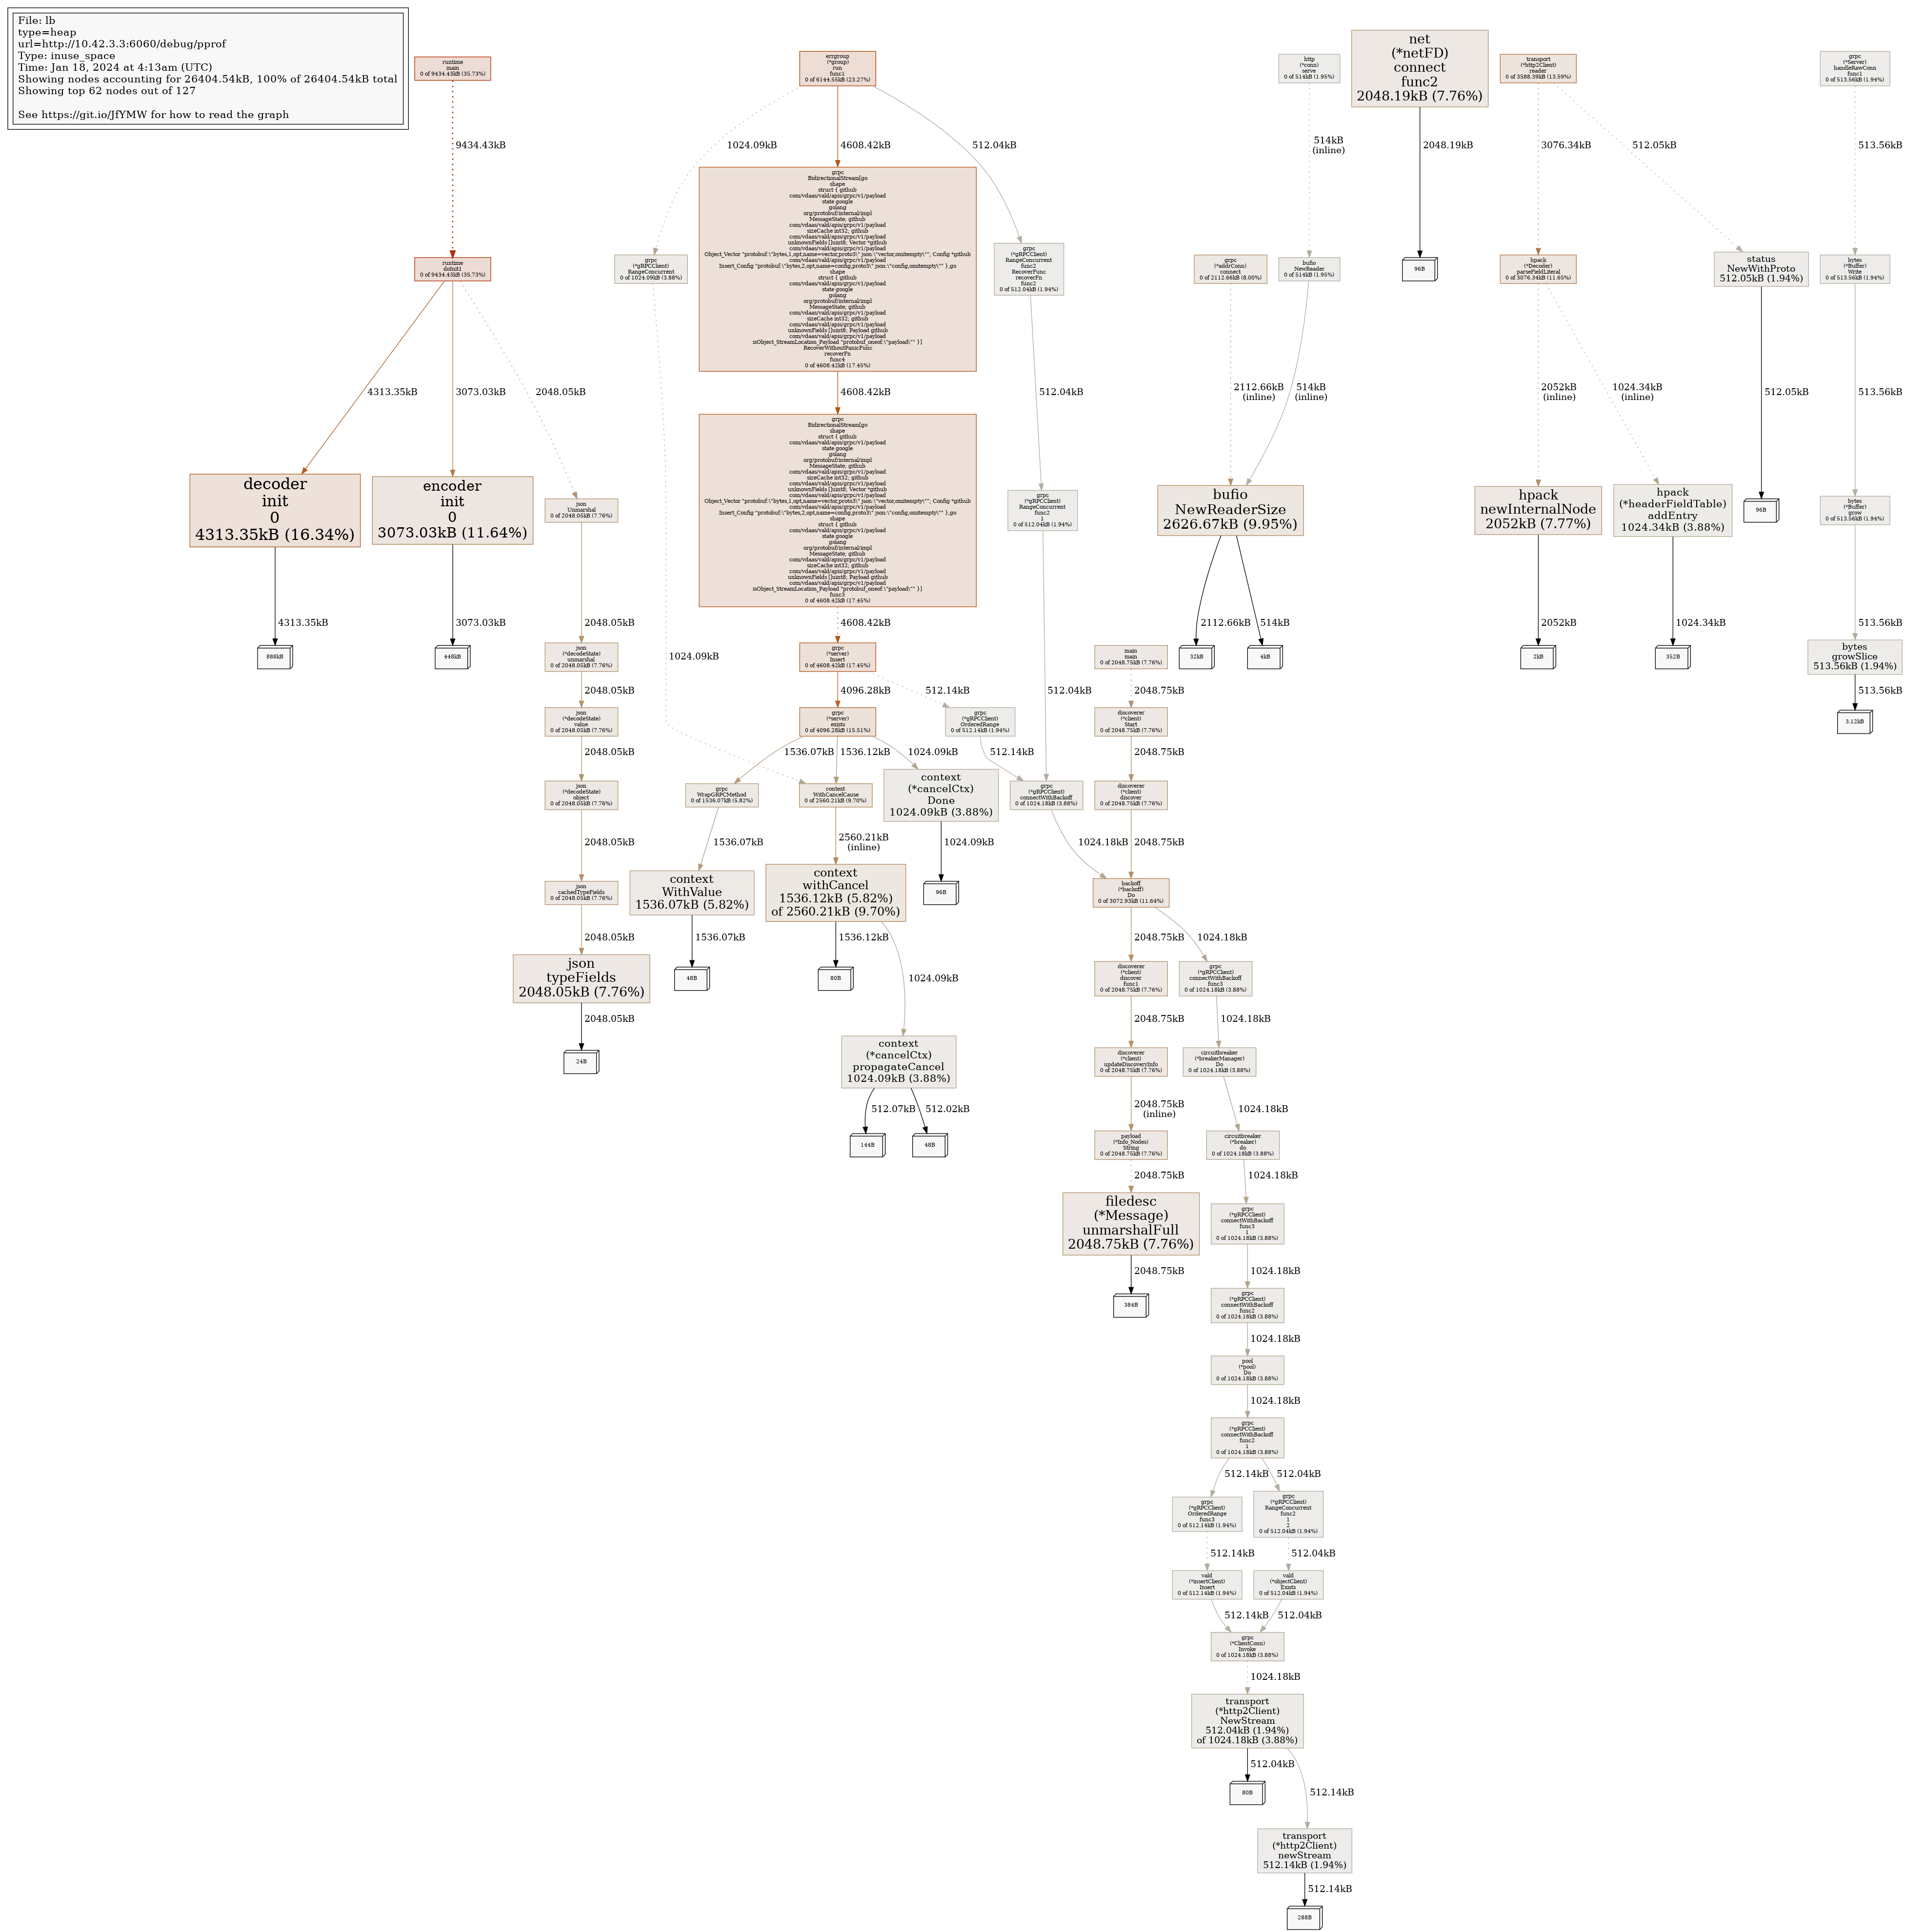 File: lb
type=heap
url=http://10.42.3.3:6060/debug/pprof
Type: inuse_space
Time: Jan 18, 2024 at 4:13am (UTC)
Showing nodes accounting for 26404.54kB, 100% of 26404.54kB total
Showing top 62 nodes out of 127
See https://git.io/JfYMW for how to read the graph
runtime
main
0 of 9434.43kB (35.73%)
9434.43kB
runtime
doInit1
0 of 9434.43kB (35.73%)
4313.35kB
3073.03kB
2048.05kB
decoder
init
0
4313.35kB (16.34%)
4313.35kB
888kB
encoder
init
0
3073.03kB (11.64%)
3073.03kB
448kB
json
Unmarshal
0 of 2048.05kB (7.76%)
2048.05kB
json
(*decodeState)
unmarshal
0 of 2048.05kB (7.76%)
2048.05kB
json
(*decodeState)
value
0 of 2048.05kB (7.76%)
2048.05kB
json
(*decodeState)
object
0 of 2048.05kB (7.76%)
2048.05kB
json
cachedTypeFields
0 of 2048.05kB (7.76%)
2048.05kB
json
typeFields
2048.05kB (7.76%)
2048.05kB
24B
errgroup
(*group)
run
func1
0 of 6144.55kB (23.27%)
1024.09kB
4608.42kB
512.04kB
grpc
(*gRPCClient)
RangeConcurrent
0 of 1024.09kB (3.88%)
1024.09kB
grpc
BidirectionalStream[go
shape
struct { github
com/vdaas/vald/apis/grpc/v1/payload
state google
golang
org/protobuf/internal/impl
MessageState; github
com/vdaas/vald/apis/grpc/v1/payload
sizeCache int32; github
com/vdaas/vald/apis/grpc/v1/payload
unknownFields []uint8; Vector *github
com/vdaas/vald/apis/grpc/v1/payload
Object_Vector "protobuf:\"bytes,1,opt,name=vector,proto3\" json:\"vector,omitempty\""; Config *github
com/vdaas/vald/apis/grpc/v1/payload
Insert_Config "protobuf:\"bytes,2,opt,name=config,proto3\" json:\"config,omitempty\"" },go
shape
struct { github
com/vdaas/vald/apis/grpc/v1/payload
state google
golang
org/protobuf/internal/impl
MessageState; github
com/vdaas/vald/apis/grpc/v1/payload
sizeCache int32; github
com/vdaas/vald/apis/grpc/v1/payload
unknownFields []uint8; Payload github
com/vdaas/vald/apis/grpc/v1/payload
isObject_StreamLocation_Payload "protobuf_oneof:\"payload\"" }]
RecoverWithoutPanicFunc
recoverFn
func4
0 of 4608.42kB (17.45%)
4608.42kB
grpc
BidirectionalStream[go
shape
struct { github
com/vdaas/vald/apis/grpc/v1/payload
state google
golang
org/protobuf/internal/impl
MessageState; github
com/vdaas/vald/apis/grpc/v1/payload
sizeCache int32; github
com/vdaas/vald/apis/grpc/v1/payload
unknownFields []uint8; Vector *github
com/vdaas/vald/apis/grpc/v1/payload
Object_Vector "protobuf:\"bytes,1,opt,name=vector,proto3\" json:\"vector,omitempty\""; Config *github
com/vdaas/vald/apis/grpc/v1/payload
Insert_Config "protobuf:\"bytes,2,opt,name=config,proto3\" json:\"config,omitempty\"" },go
shape
struct { github
com/vdaas/vald/apis/grpc/v1/payload
state google
golang
org/protobuf/internal/impl
MessageState; github
com/vdaas/vald/apis/grpc/v1/payload
sizeCache int32; github
com/vdaas/vald/apis/grpc/v1/payload
unknownFields []uint8; Payload github
com/vdaas/vald/apis/grpc/v1/payload
isObject_StreamLocation_Payload "protobuf_oneof:\"payload\"" }]
func3
0 of 4608.42kB (17.45%)
4608.42kB
grpc
(*server)
Insert
0 of 4608.42kB (17.45%)
4096.28kB
512.14kB
grpc
(*server)
exists
0 of 4096.28kB (15.51%)
1536.07kB
1536.12kB
1024.09kB
grpc
WrapGRPCMethod
0 of 1536.07kB (5.82%)
1536.07kB
context
WithValue
1536.07kB (5.82%)
1536.07kB
48B
context
WithCancelCause
0 of 2560.21kB (9.70%)
2560.21kB
(inline)
context
withCancel
1536.12kB (5.82%)
of 2560.21kB (9.70%)
1536.12kB
80B
1024.09kB
context
(*cancelCtx)
propagateCancel
1024.09kB (3.88%)
512.07kB
512.02kB
144B
48B
context
(*cancelCtx)
Done
1024.09kB (3.88%)
1024.09kB
96B
grpc
(*gRPCClient)
RangeConcurrent
func2
RecoverFunc
recoverFn
func2
0 of 512.04kB (1.94%)
512.04kB
grpc
(*gRPCClient)
RangeConcurrent
func2
1
0 of 512.04kB (1.94%)
512.04kB
grpc
(*gRPCClient)
OrderedRange
0 of 512.14kB (1.94%)
512.14kB
grpc
(*gRPCClient)
connectWithBackoff
0 of 1024.18kB (3.88%)
1024.18kB
main
main
0 of 2048.75kB (7.76%)
2048.75kB
discoverer
(*client)
Start
0 of 2048.75kB (7.76%)
2048.75kB
discoverer
(*client)
discover
0 of 2048.75kB (7.76%)
2048.75kB
backoff
(*backoff)
Do
0 of 3072.93kB (11.64%)
2048.75kB
1024.18kB
discoverer
(*client)
discover
func1
0 of 2048.75kB (7.76%)
2048.75kB
discoverer
(*client)
updateDiscoveryInfo
0 of 2048.75kB (7.76%)
2048.75kB
(inline)
payload
(*Info_Nodes)
String
0 of 2048.75kB (7.76%)
2048.75kB
filedesc
(*Message)
unmarshalFull
2048.75kB (7.76%)
2048.75kB
384B
grpc
(*gRPCClient)
connectWithBackoff
func3
0 of 1024.18kB (3.88%)
1024.18kB
circuitbreaker
(*breakerManager)
Do
0 of 1024.18kB (3.88%)
1024.18kB
circuitbreaker
(*breaker)
do
0 of 1024.18kB (3.88%)
1024.18kB
grpc
(*gRPCClient)
connectWithBackoff
func3
1
0 of 1024.18kB (3.88%)
1024.18kB
grpc
(*gRPCClient)
connectWithBackoff
func2
0 of 1024.18kB (3.88%)
1024.18kB
pool
(*pool)
Do
0 of 1024.18kB (3.88%)
1024.18kB
grpc
(*gRPCClient)
connectWithBackoff
func2
1
0 of 1024.18kB (3.88%)
512.14kB
512.04kB
grpc
(*gRPCClient)
OrderedRange
func3
0 of 512.14kB (1.94%)
512.14kB
grpc
(*gRPCClient)
RangeConcurrent
func2
1
2
0 of 512.04kB (1.94%)
512.04kB
vald
(*insertClient)
Insert
0 of 512.14kB (1.94%)
512.14kB
vald
(*objectClient)
Exists
0 of 512.04kB (1.94%)
512.04kB
grpc
(*ClientConn)
Invoke
0 of 1024.18kB (3.88%)
1024.18kB
transport
(*http2Client)
NewStream
512.04kB (1.94%)
of 1024.18kB (3.88%)
512.04kB
80B
512.14kB
transport
(*http2Client)
newStream
512.14kB (1.94%)
512.14kB
288B
http
(*conn)
serve
0 of 514kB (1.95%)
514kB
(inline)
grpc
(*addrConn)
connect
0 of 2112.66kB (8.00%)
2112.66kB
(inline)
bufio
NewReader
0 of 514kB (1.95%)
514kB
(inline)
bufio
NewReaderSize
2626.67kB (9.95%)
2112.66kB
514kB
32kB
4kB
net
(*netFD)
connect
func2
2048.19kB (7.76%)
2048.19kB
96B
transport
(*http2Client)
reader
0 of 3588.39kB (13.59%)
3076.34kB
512.05kB
hpack
(*Decoder)
parseFieldLiteral
0 of 3076.34kB (11.65%)
2052kB
(inline)
1024.34kB
(inline)
hpack
newInternalNode
2052kB (7.77%)
2052kB
2kB
hpack
(*headerFieldTable)
addEntry
1024.34kB (3.88%)
1024.34kB
352B
status
NewWithProto
512.05kB (1.94%)
512.05kB
96B
grpc
(*Server)
handleRawConn
func1
0 of 513.56kB (1.94%)
513.56kB
bytes
(*Buffer)
Write
0 of 513.56kB (1.94%)
513.56kB
bytes
(*Buffer)
grow
0 of 513.56kB (1.94%)
513.56kB
bytes
growSlice
513.56kB (1.94%)
513.56kB
3.12kB